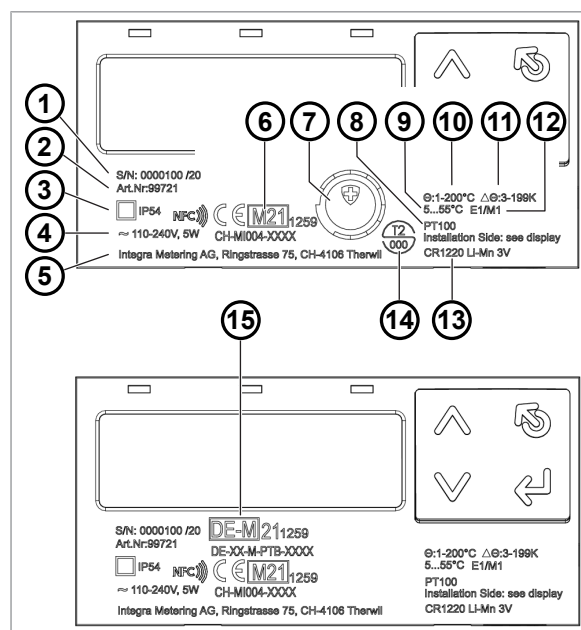 1
2
3
4
5
6
7
8
9
10
11
12
S/N: 0000100 /20
Art.Nr:99721
IP54
NFC
CE M21 1259
≂ 110-240V, 5W
CH-MI004-XXXX
Integra Metering AG, Ringstrasse 75, CH-4106 Therwil
T2
000
Θ:1-200°C △Θ:3-199K
5...55°C E1/M1
PT100
Installation Side: see display
CR1220 Li-Mn 3V
13
14
15
S/N: 0000100 /20
Art.Nr:99721
DE-M 21 1259
DE-XX-M-PTB-XXXX
IP54
NFC
CE M21 1259
≂ 110-240V, 5W
CH-MI004-XXXX
Integra Metering AG, Ringstrasse 75, CH-4106 Therwil
Θ:1-200°C △Θ:3-199K
5...55°C E1/M1
PT100
Installation Side: see display
CR1220 Li-Mn 3V